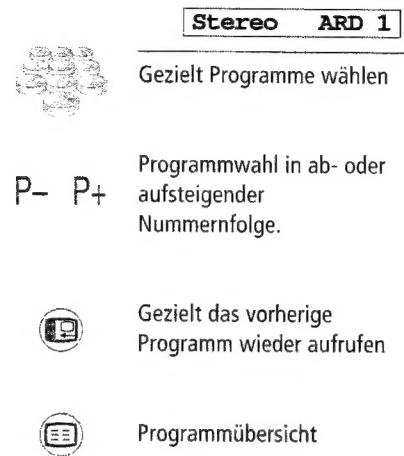 Stereo ARD 1
Gezielt Programme wählen
P– P+
Programmwahl in ab- oder
aufsteigender
Nummernfolge.
Gezielt das vorherige
Programm wieder aufrufen
Programmübersicht